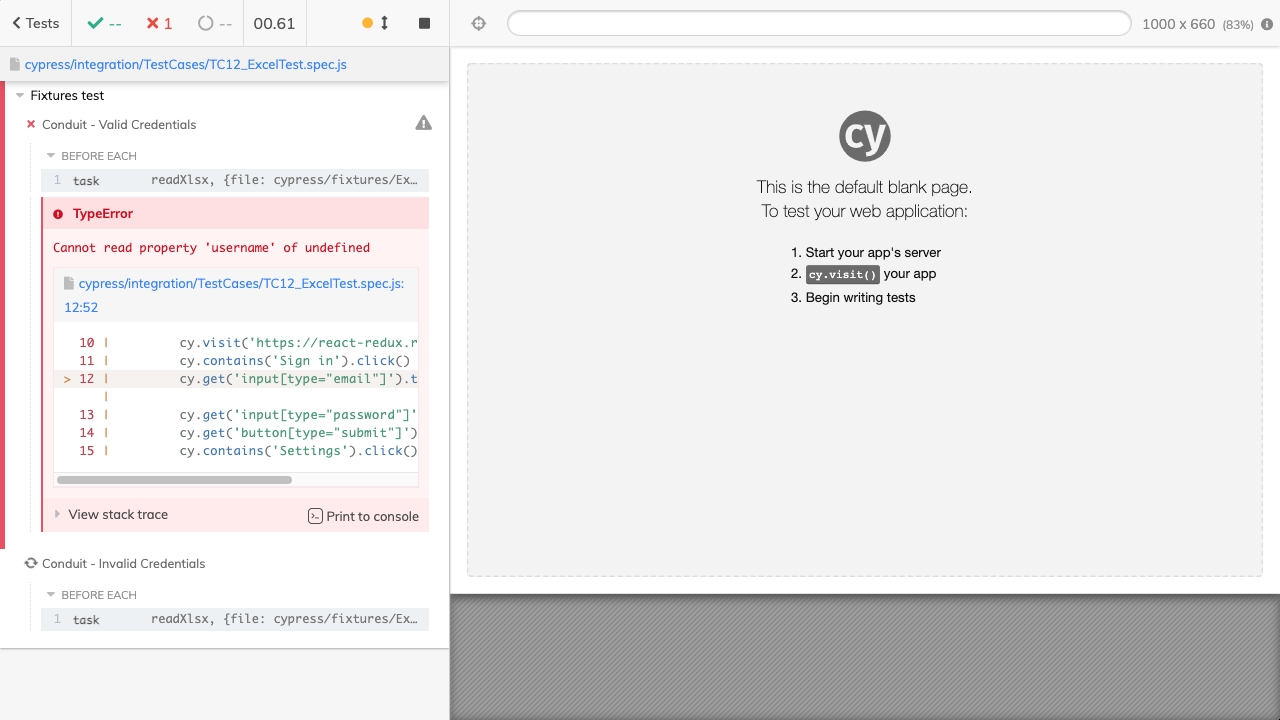 Tests
--
1
--
00.61
1000 x 660 (83%)
cypress/integration/TestCases/TC12_ExcelTest.spec.js
Fixtures test
Conduit - Valid Credentials
BEFORE EACH
1 task readXlsx, {file: cypress/fixtures/Ex…
TypeError
Cannot read property 'username' of undefined
cypress/integration/TestCases/TC12_ExcelTest.spec.js:
12:52
10 | cy.visit('https://react-redux.r
11 | cy.contains('Sign in').click()
> 12 | cy.get('input[type="email"]').t
|
13 | cy.get('input[type="password"]'
14 | cy.get('button[type="submit"]')
15 | cy.contains('Settings').click()
View stack trace
Print to console
Conduit - Invalid Credentials
BEFORE EACH
1 task readXlsx, {file: cypress/fixtures/Ex…
cy
This is the default blank page.
To test your web application:
1. Start your app's server
2. cy.visit() your app
3. Begin writing tests